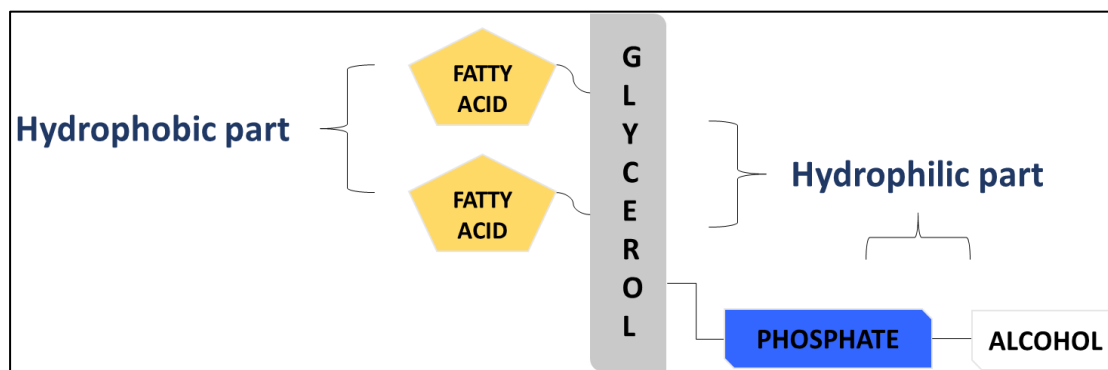 FATTY
ACID
Hydrophobic part
FATTY
ACID
G
L
Y
C
E
R
O
L
Hydrophilic part
PHOSPHATE
ALCOHOL